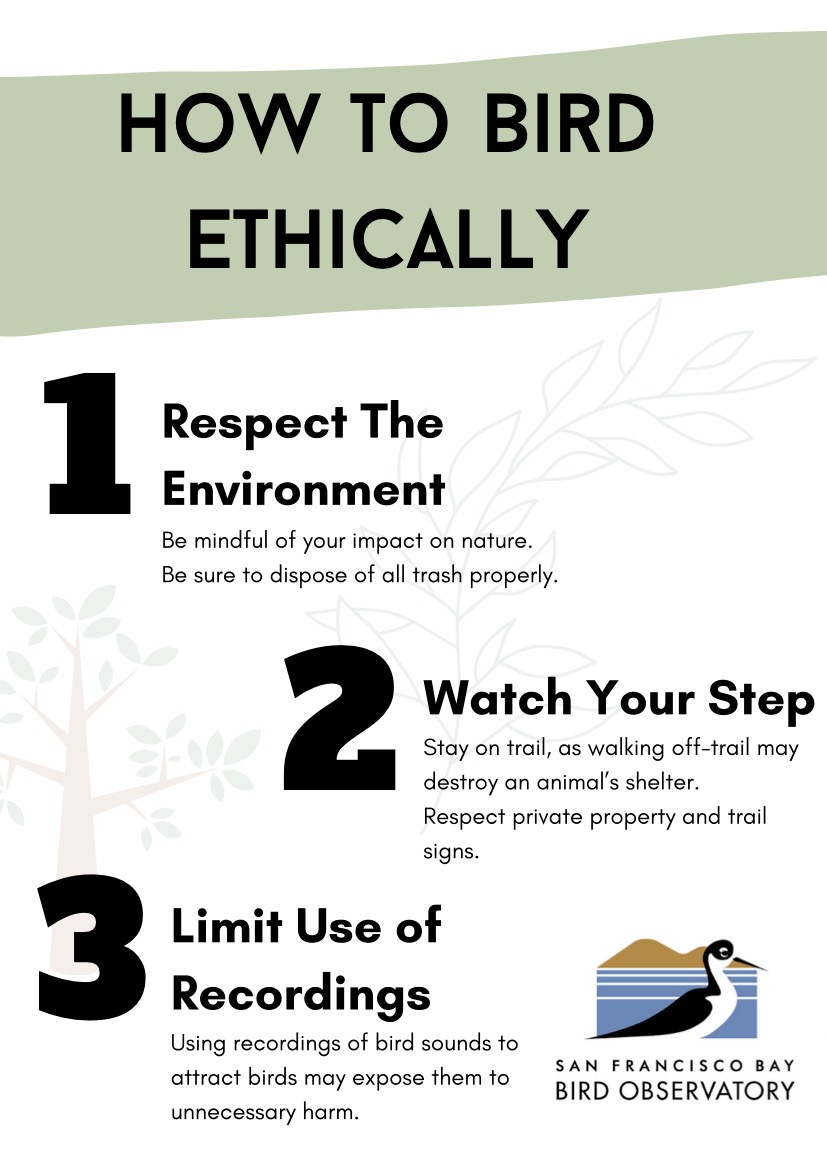 HOW TO BIRD
ETHICALLY
1
Respect The
Environment
Be mindful of your impact on nature.
Be sure to dispose of all trash properly.
2
Watch Your Step
Stay on trail, as walking off-trail may
destroy an animal's shelter.
Respect private property and trail
signs.
3
Limit Use of
Recordings
Using recordings of bird sounds to
attract birds may expose them to
unnecessary harm.
SAN FRANCISCO BAY
BIRD OBSERVATORY